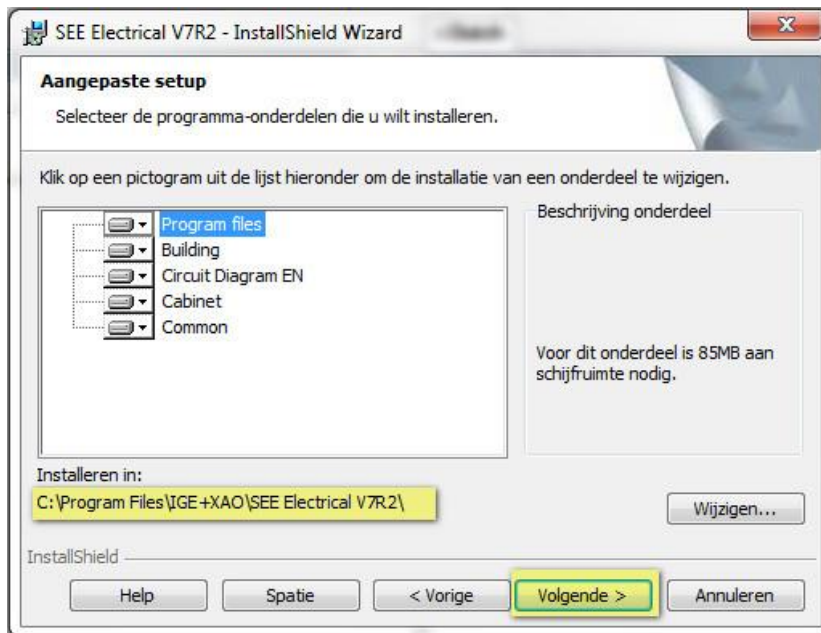 SEE Electrical V7R2 - InstallShield Wizard
Aangepaste setup
Selecteer de programma-onderdelen die u wilt installeren.
Klik op een pictogram uit de lijst hieronder om de installatie van een onderdeel te wijzigen.
Program files
Building
Circuit Diagram EN
Cabinet
Common
Beschrijving onderdeel
Voor dit onderdeel is 85MB aan
schijfruimte nodig.
Installeren in:
C:\Program Files\IGE+XAO\SEE Electrical V7R2\
Wijzigen...
InstallShield
Help
Spatie
< Vorige
Volgende >
Annuleren